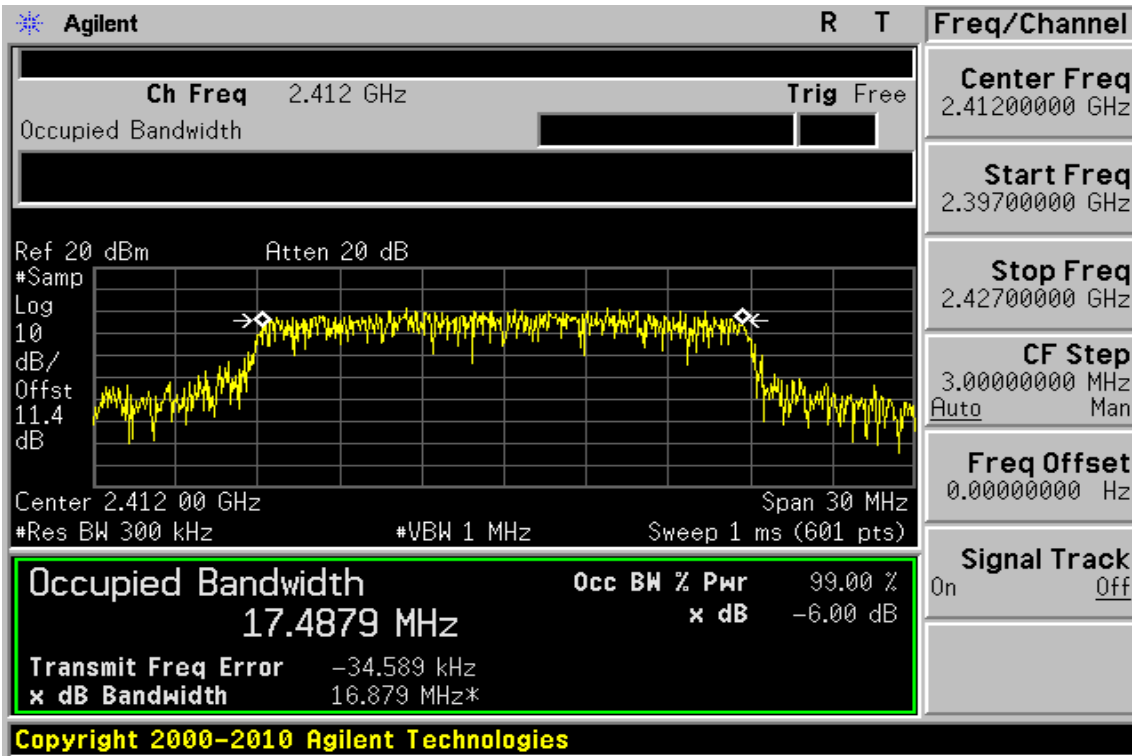 Agilent
R T
Freq/Channel
Ch Freq 2.412 GHz
Trig Free
Occupied Bandwidth
Center Freq
2.41200000 GHz
Start Freq
2.39700000 GHz
Stop Freq
2.42700000 GHz
CF Step
3.00000000 MHz
Auto Man
Freq Offset
0.00000000 Hz
Signal Track
On Off
Ref 20 dBm
Atten 20 dB
#Samp
Log
10
dB/
Offst
11.4
dB
Center 2.412 00 GHz
Span 30 MHz
#Res BW 300 kHz
#VBW 1 MHz
Sweep 1 ms (601 pts)
Occupied Bandwidth
17.4879 MHz
Occ BW % Pwr 99.00 %
x dB -6.00 dB
Transmit Freq Error -34.589 kHz
x dB Bandwidth 16.879 MHz*
Copyright 2000-2010 Agilent Technologies